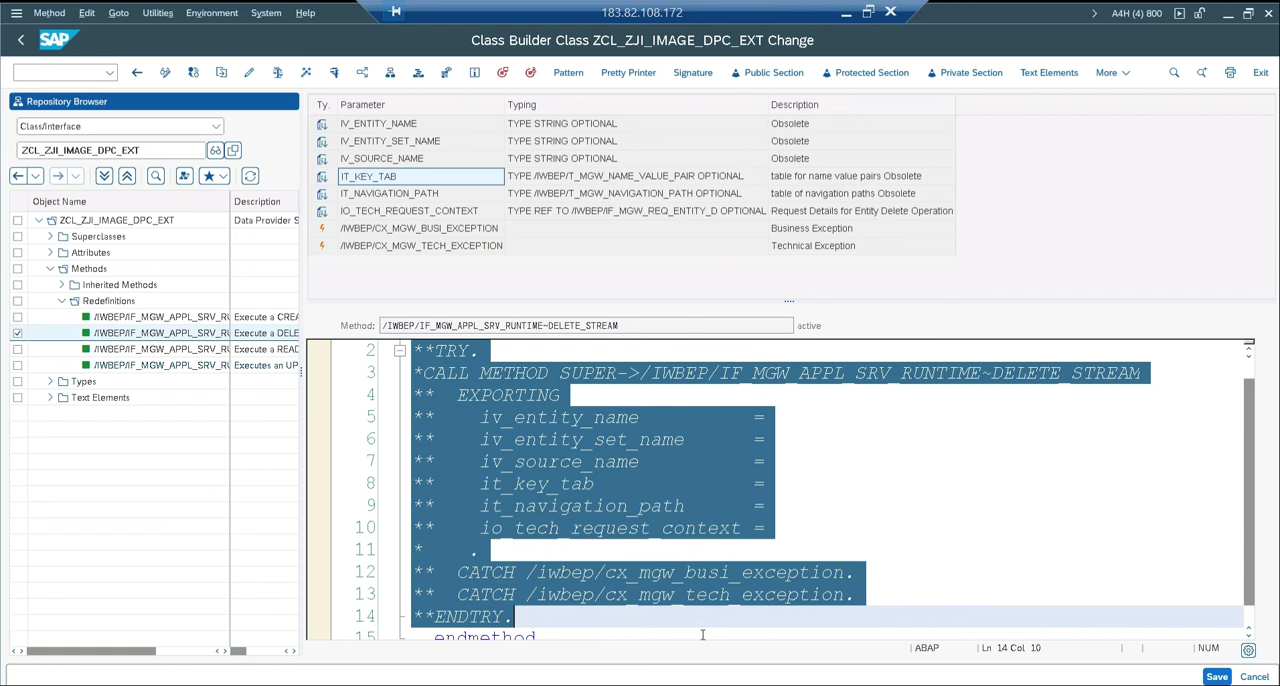 Method Edit Goto Utilities Environment System Help
183.82.108.172
A4H (4) 800
SAP
Class Builder Class ZCL_ZJI_IMAGE_DPC_EXT Change
Pattern Pretty Printer Signature Public Section Protected Section Private Section Text Elements More Exit
Repository Browser
Class/Interface
ZCL_ZJI_IMAGE_DPC_EXT
Object Name Description
ZCL_ZJI_IMAGE_DPC_EXT Data Provider S
Superclasses
Attributes
Methods
Inherited Methods
Redefinitions
/IWBEP/IF_MGW_APPL_SRV_RU Execute a CREA
/IWBEP/IF_MGW_APPL_SRV_RU Execute a DELE
/IWBEP/IF_MGW_APPL_SRV_RU Execute a READ
/IWBEP/IF_MGW_APPL_SRV_RU Executes an UP
Types
Text Elements
Ty. Parameter Typing Description
IV_ENTITY_NAME TYPE STRING OPTIONAL Obsolete
IV_ENTITY_SET_NAME TYPE STRING OPTIONAL Obsolete
IV_SOURCE_NAME TYPE STRING OPTIONAL Obsolete
IT_KEY_TAB TYPE /IWBEP/T_MGW_NAME_VALUE_PAIR OPTIONAL table for name value pairs Obsolete
IT_NAVIGATION_PATH TYPE /IWBEP/T_MGW_NAVIGATION_PATH OPTIONAL table of navigation paths Obsolete
IO_TECH_REQUEST_CONTEXT TYPE REF TO /IWBEP/IF_MGW_REQ_ENTITY_D OPTIONAL Request Details for Entity Delete Operation
/IWBEP/CX_MGW_BUSI_EXCEPTION Business Exception
/IWBEP/CX_MGW_TECH_EXCEPTION Technical Exception
Method: /IWBEP/IF_MGW_APPL_SRV_RUNTIME~DELETE_STREAM active
2 **TRY.
3 *CALL METHOD SUPER->/IWBEP/IF_MGW_APPL_SRV_RUNTIME~DELETE_STREAM
4 ** EXPORTING
5 ** iv_entity_name =
6 ** iv_entity_set_name =
7 ** iv_source_name =
8 ** it_key_tab =
9 ** it_navigation_path =
10 ** io_tech_request_context =
11 * .
12 ** CATCH /iwbep/cx_mgw_busi_exception.
13 ** CATCH /iwbep/cx_mgw_tech_exception.
14 **ENDTRY.
15 endmethod
ABAP Ln 14 Col 10 NUM
Save Cancel